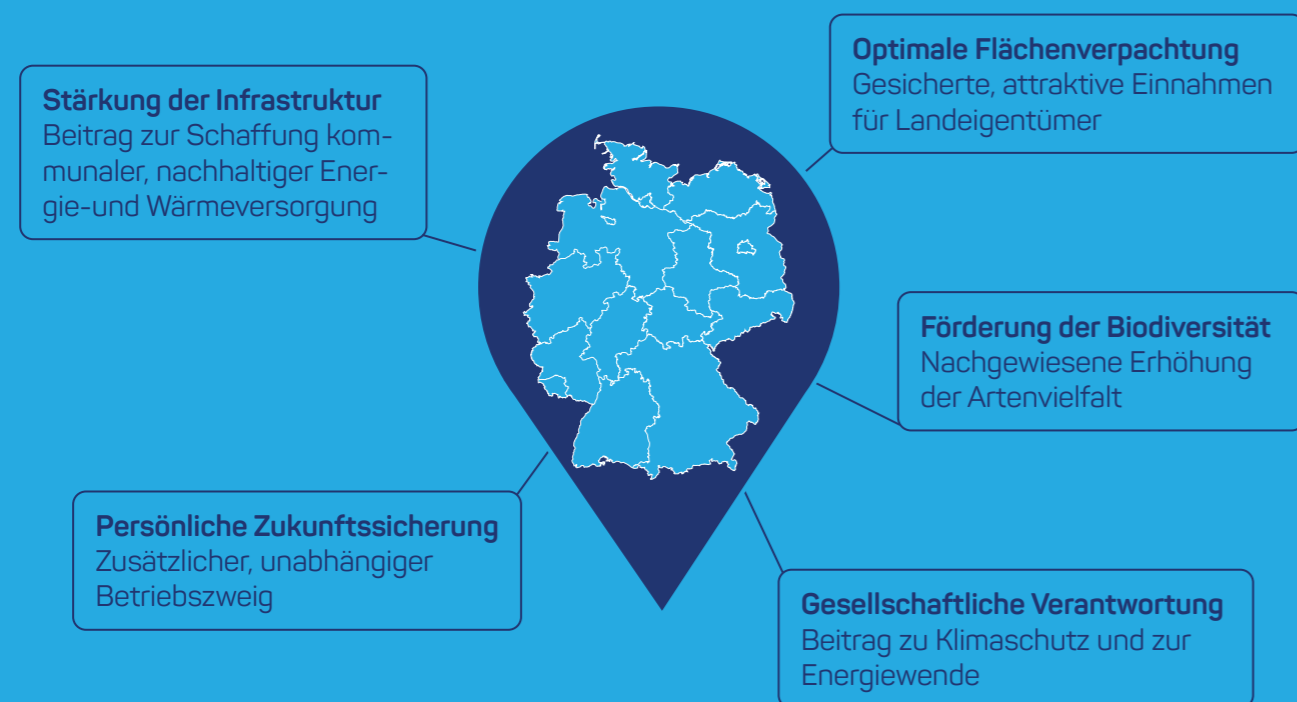 Stärkung der Infrastruktur
Beitrag zur Schaffung kom-
munaler, nachhaltiger Ener-
gie-und Wärmeversorgung
Optimale Flächenverpachtung
Gesicherte, attraktive Einnahmen
für Landeigentümer
Förderung der Biodiversität
Nachgewiesene Erhöhung
der Artenvielfalt
Persönliche Zukunftssicherung
Zusätzlicher, unabhängiger
Betriebszweig
Gesellschaftliche Verantwortung
Beitrag zu Klimaschutz und zur
Energiewende